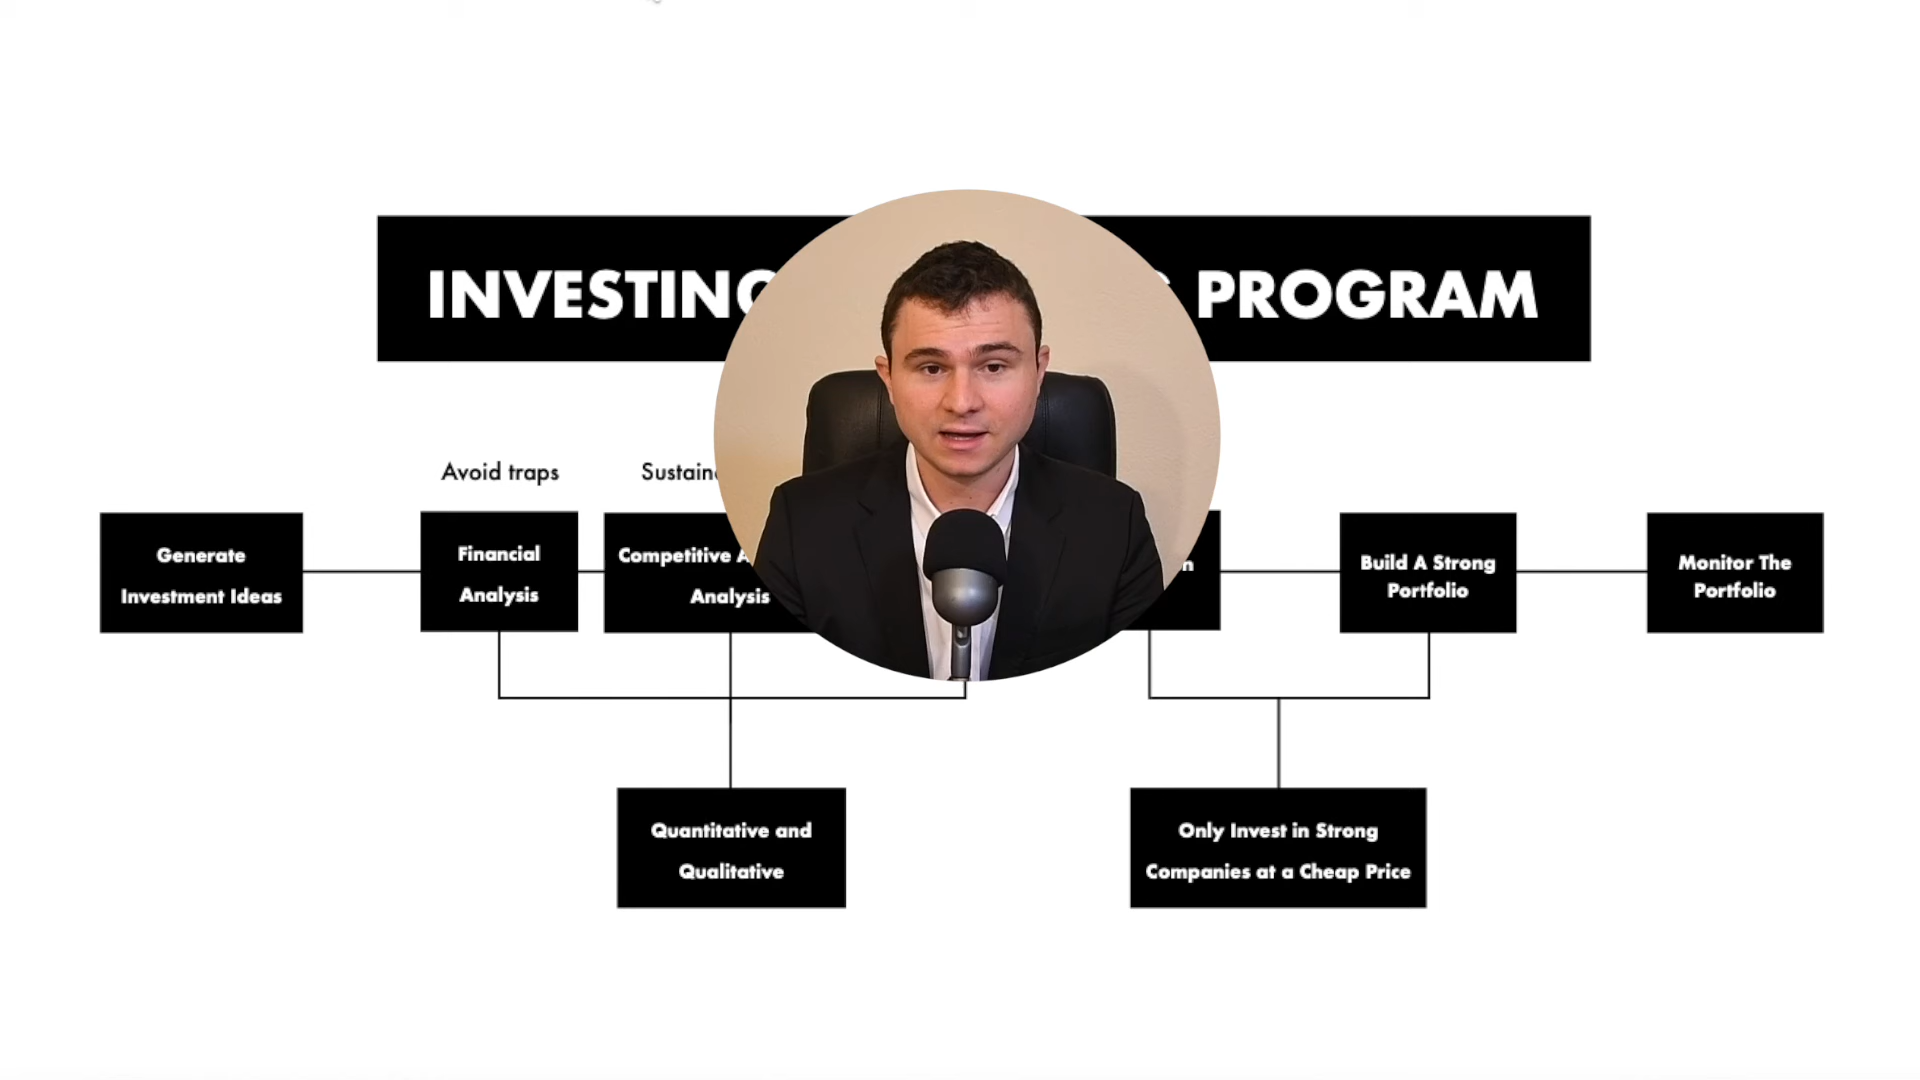 INVESTING PROGRAM
Avoid traps
Generate
Investment Ideas
Financial
Analysis
Competitive
Analysis
Build A Strong
Portfolio
Monitor The
Portfolio
Quantitative and
Qualitative
Only Invest in Strong
Companies at a Cheap Price